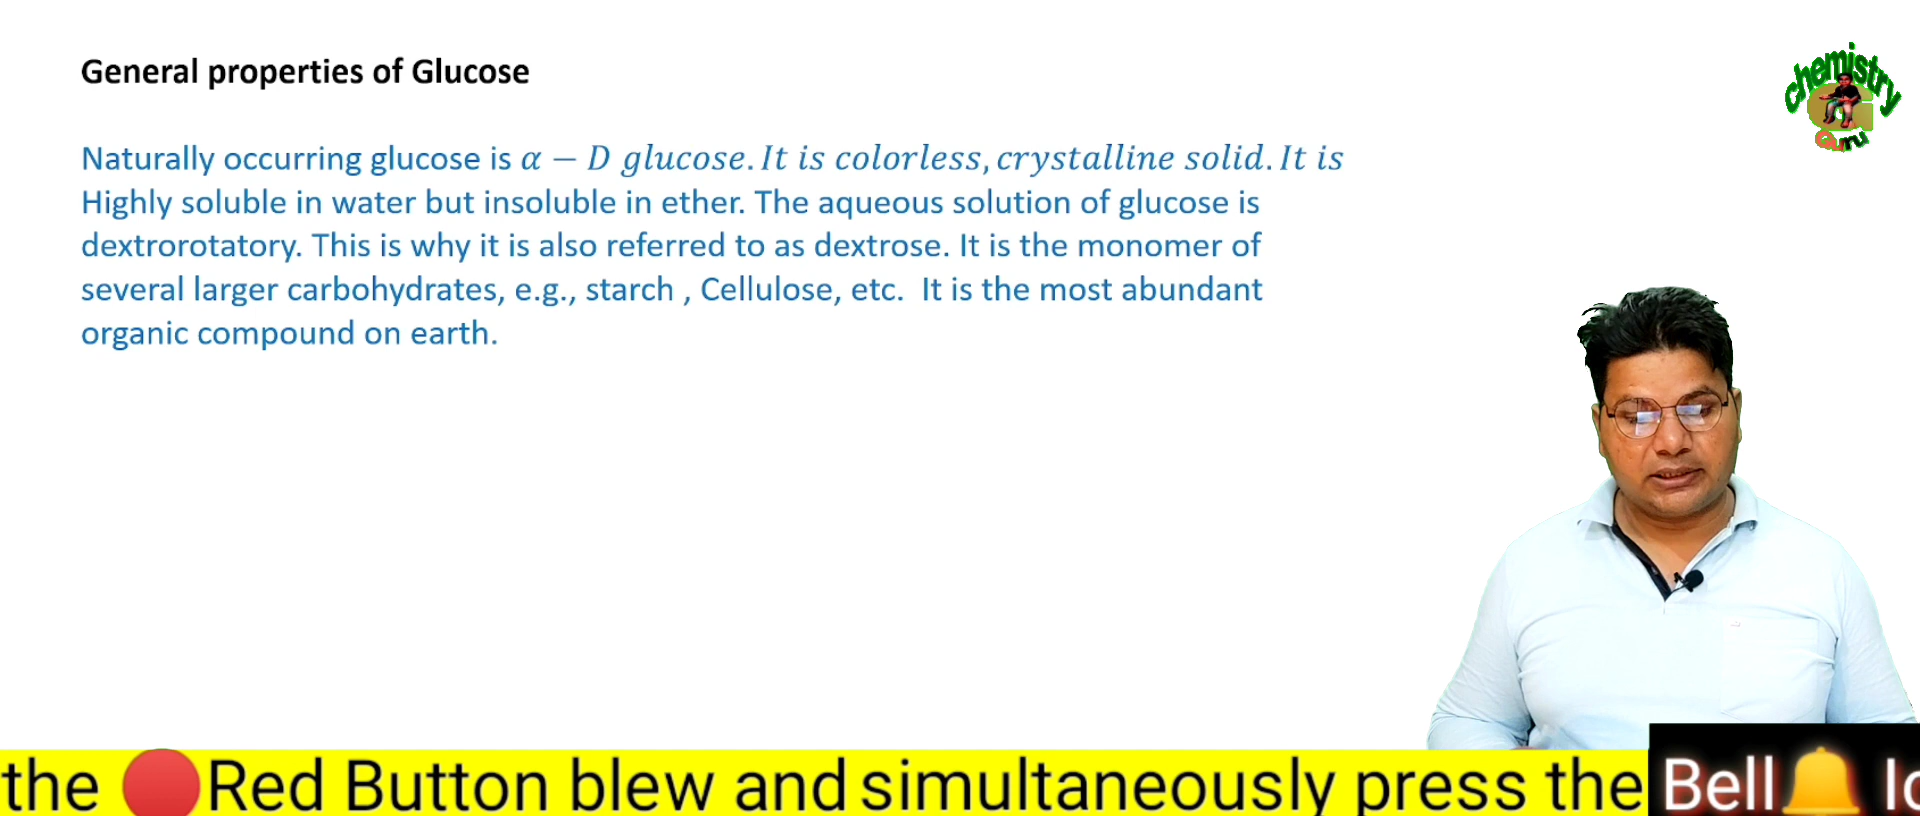 General properties of Glucose
chemistry
Guru
Naturally occurring glucose is α − D glucose. It is colorless, crystalline solid. It is
Highly soluble in water but insoluble in ether. The aqueous solution of glucose is
dextrorotatory. This is why it is also referred to as dextrose. It is the monomer of
several larger carbohydrates, e.g., starch , Cellulose, etc. It is the most abundant
organic compound on earth.
the 🔴Red Button blew and simultaneously press the Bell🔔